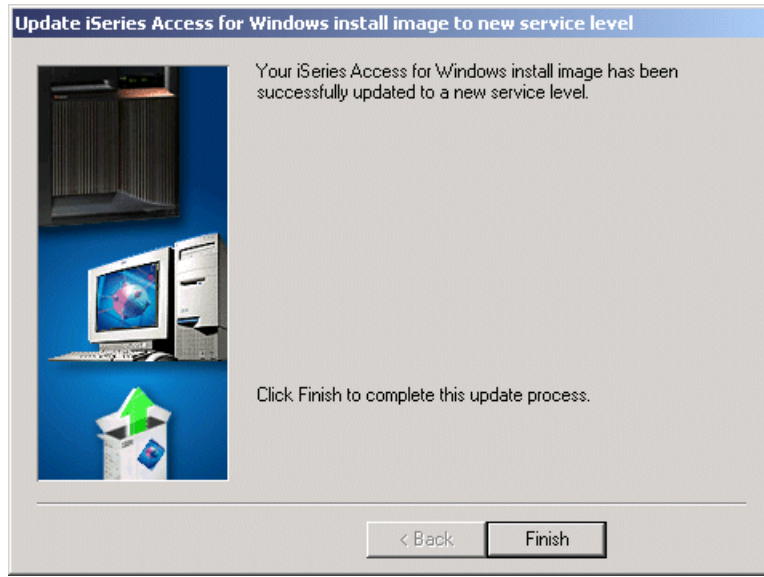 Update iSeries Access for Windows install image to new service level
Your iSeries Access for Windows install image has been
successfully updated to a new service level.
Click Finish to complete this update process.
< Back
Finish